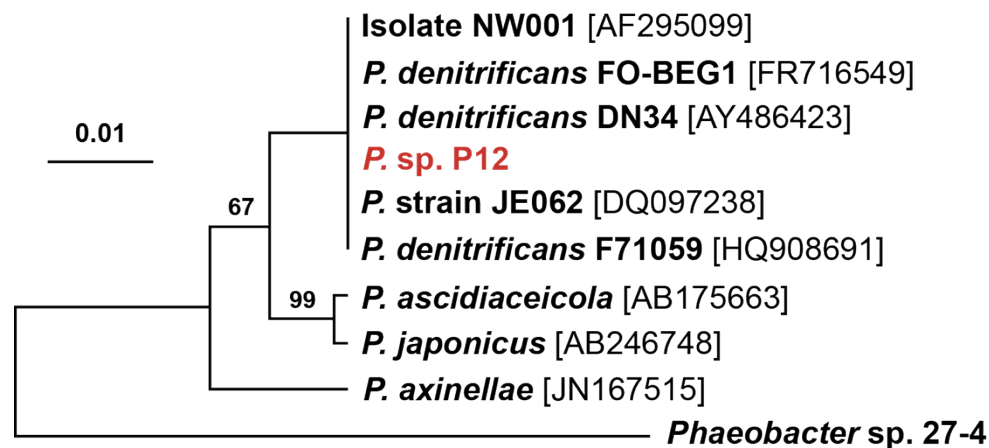 Isolate NW001 [AF295099]
P. denitrificans FO-BEG1 [FR716549]
P. denitrificans DN34 [AY486423]
0.01
P. sp. P12
67
P. strain JE062 [DQ097238]
P. denitrificans F71059 [HQ908691]
99
P. ascidiaceicola [AB175663]
P. japonicus [AB246748]
P. axinellae [JN167515]
Phaeobacter sp. 27-4